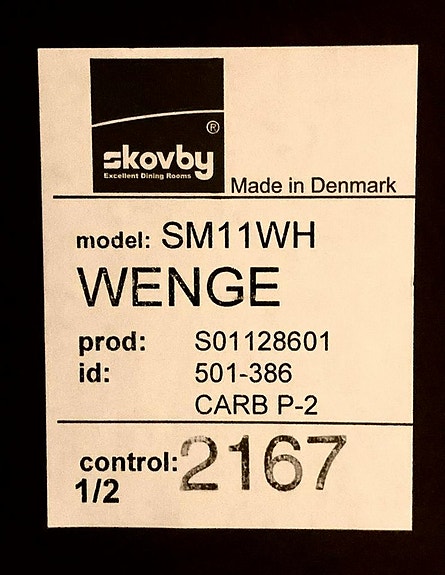 ®
skovby
Excellent Dining Rooms
Made in Denmark
model: SM11WH
WENGE
prod: S01128601
id: 501-386
CARB P-2
control: 2167
1/2